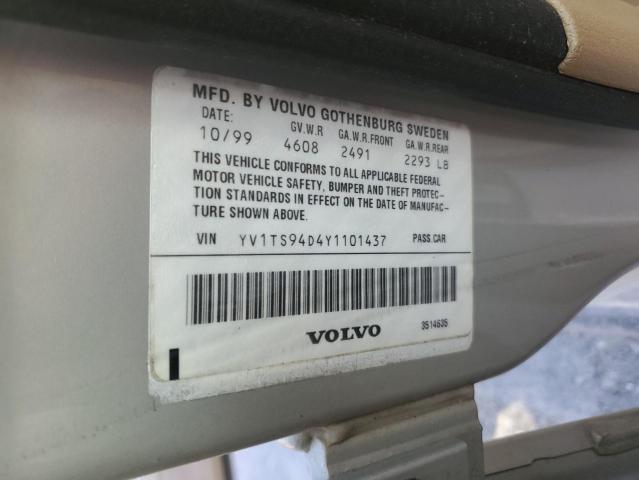 MFD. BY VOLVO GOTHENBURG SWEDEN
DATE: GV.W.R GA.W.R.FRONT GA.W.R.REAR
10/99 4608 2491 2293 LB
THIS VEHICLE CONFORMS TO ALL APPLICABLE FEDERAL
MOTOR VEHICLE SAFETY, BUMPER AND THEFT PROTEC-
TION STANDARDS IN EFFECT ON THE DATE OF MANUFAC-
TURE SHOWN ABOVE.
VIN YV1TS94D4Y1101437 PASS.CAR
VOLVO 3514635